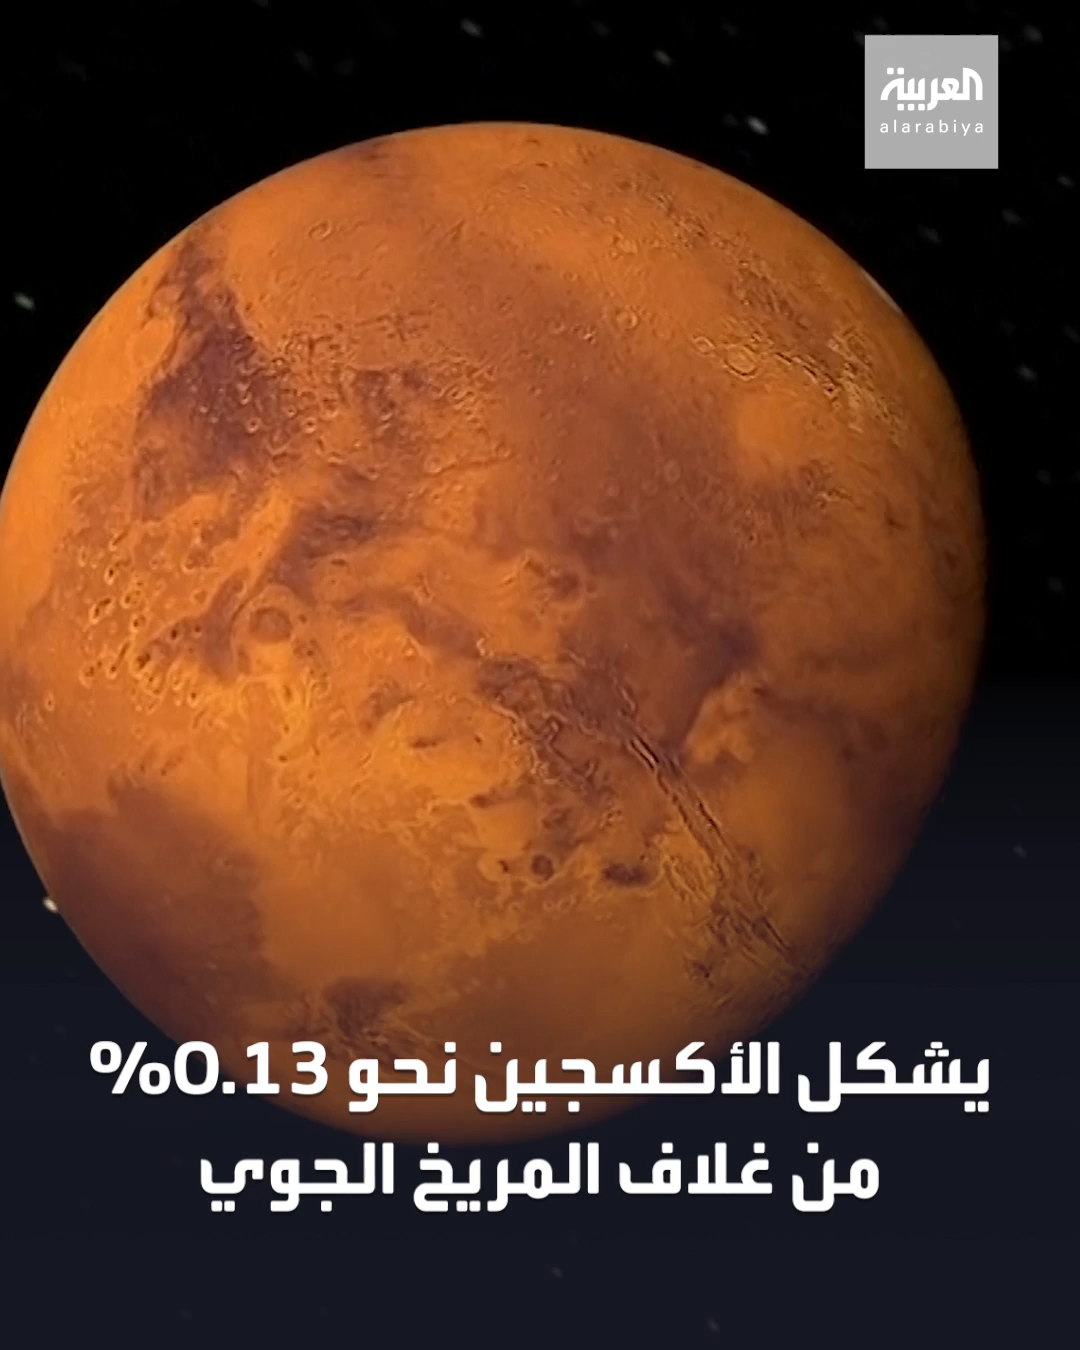 العربية
alarabiya
يشكل الأكسجين نحو 0.13%
من غلاف المريخ الجوي